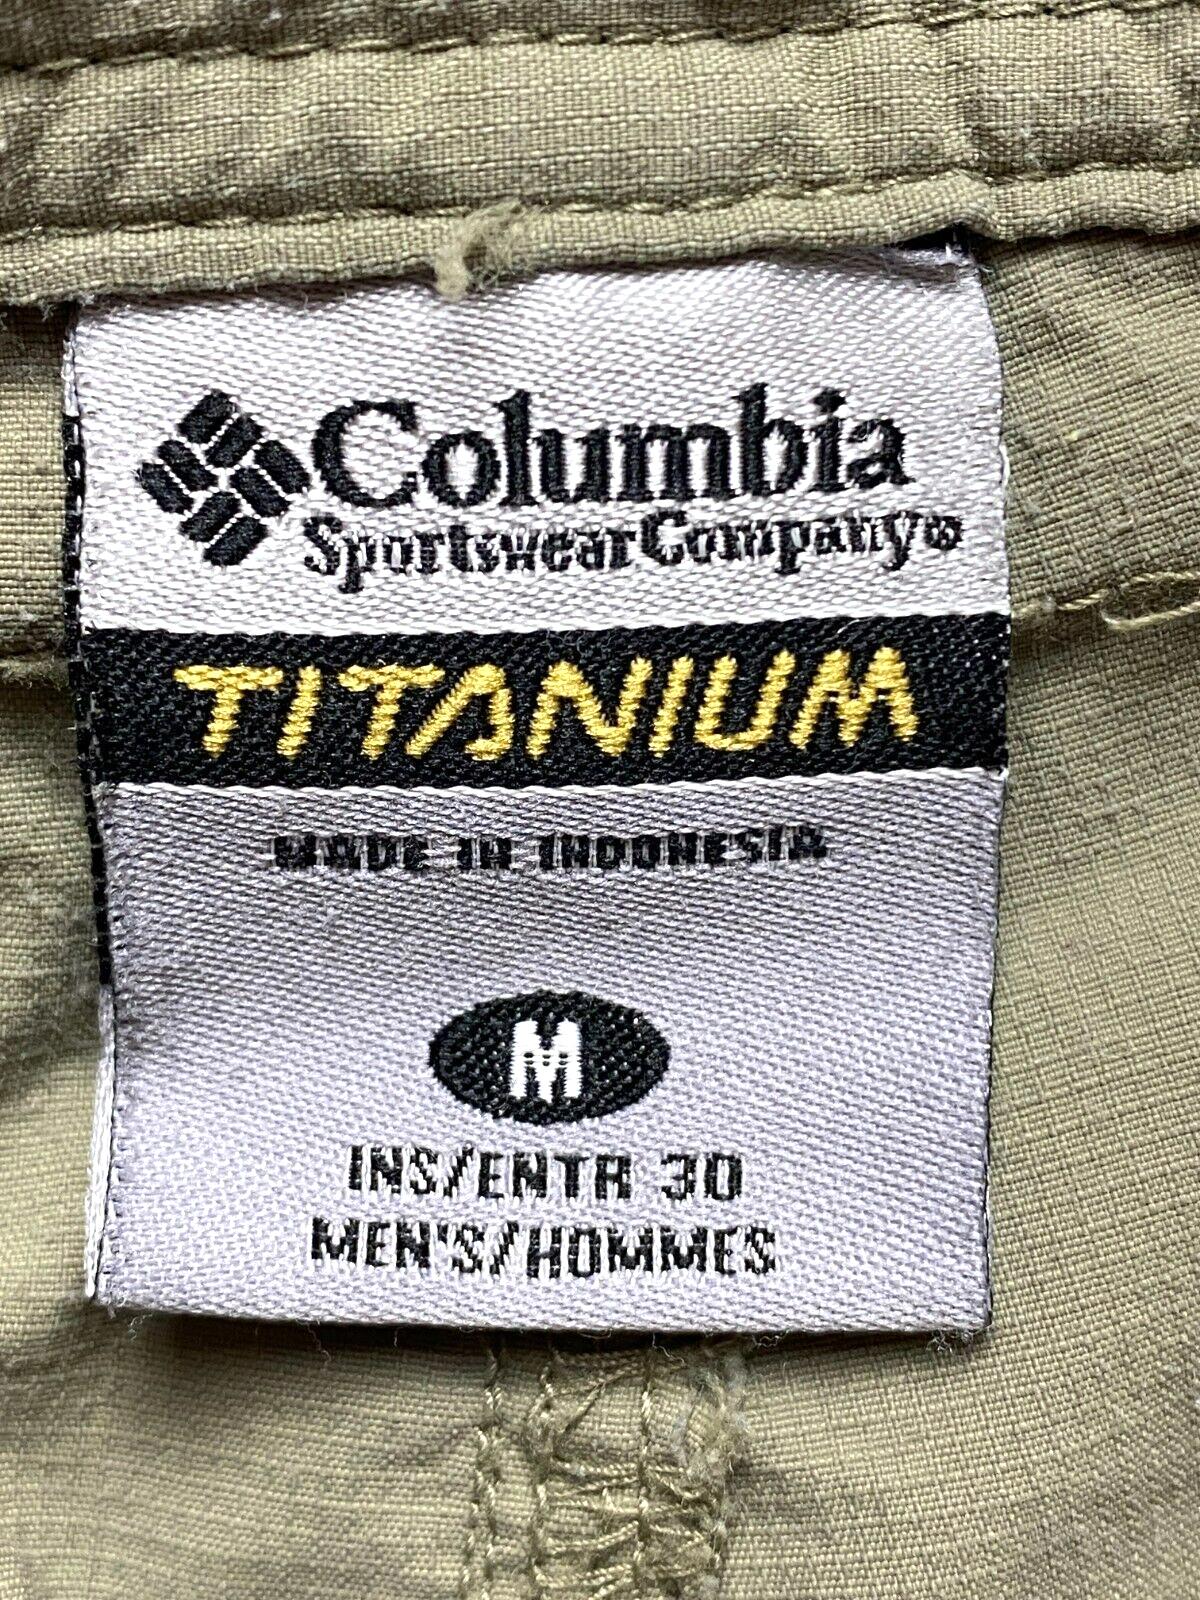 Columbia
Sportswear Company®
TITANIUM
MADE IN INDONESIA
M
INS/ENTR 30
MEN'S/HOMMES